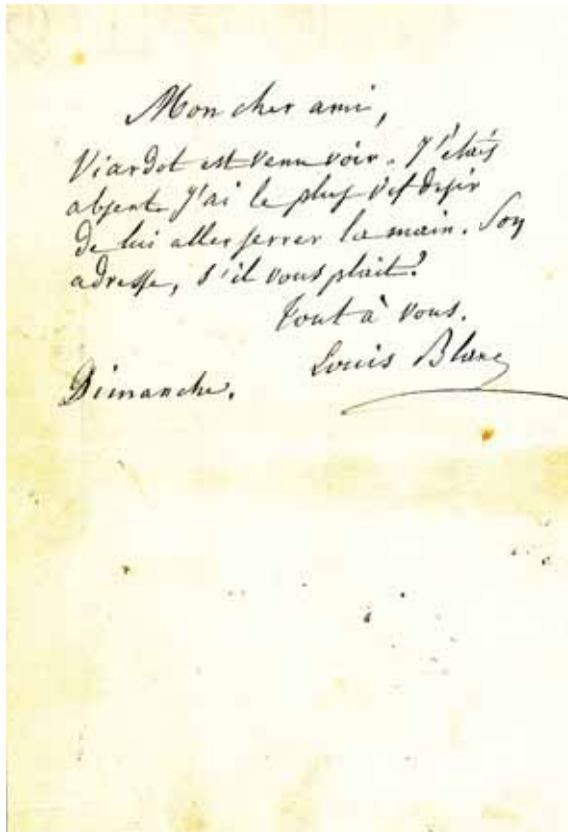 Mon cher ami,
Viardot est venu voir. J'étais
absent. J'ai le plus vif désir
de lui aller serrer la main. Son
adresse, s'il vous plait?
Tout à vous.
Louis Blanc
Dimanche.